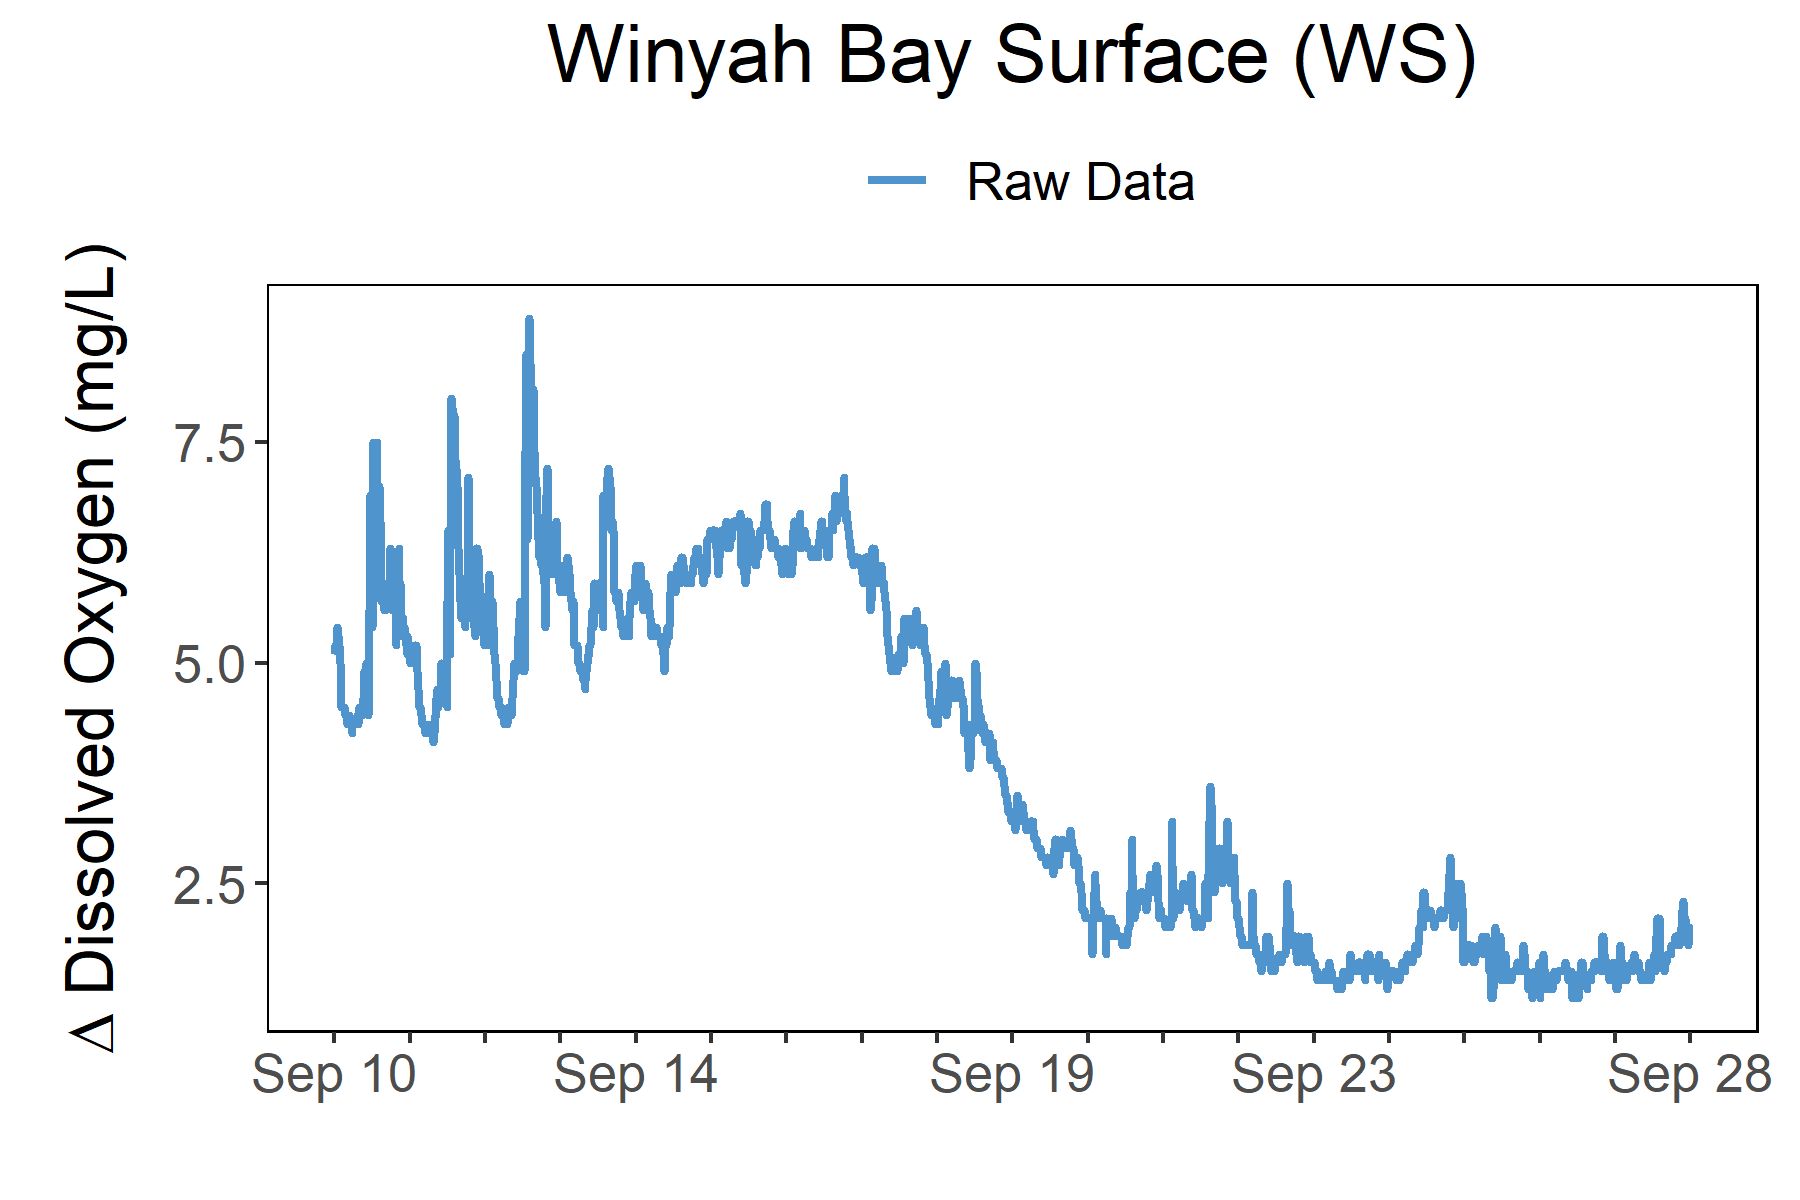 Winyah Bay Surface (WS)
Raw Data
Δ Dissolved Oxygen (mg/L)
7.5
5.0
2.5
Sep 10 Sep 14 Sep 19 Sep 23 Sep 28